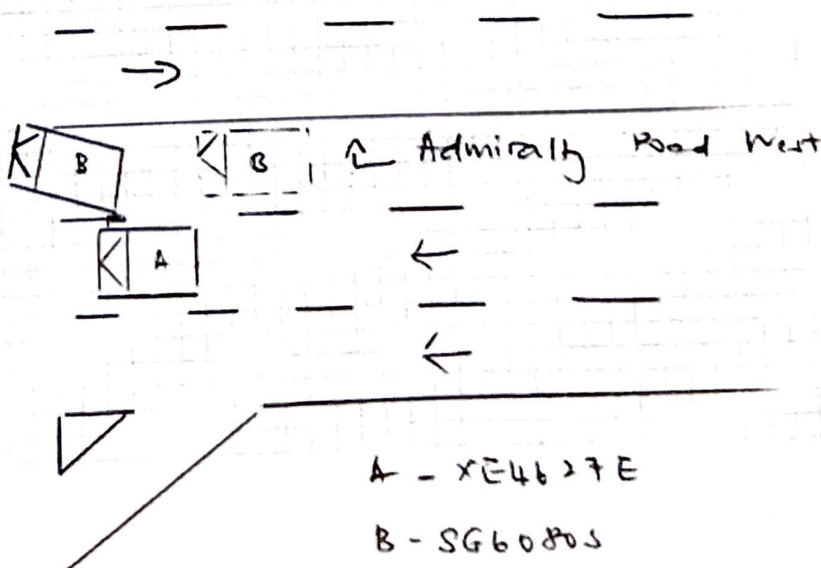 B
B
Admiralty Road West
A
A - XE4627E
B - SG6080S